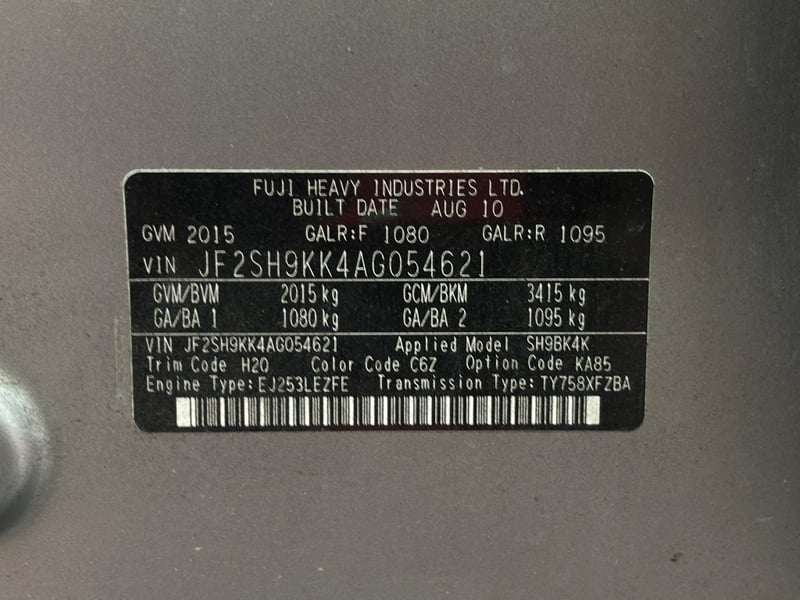 FUJI HEAVY INDUSTRIES LTD.
BUILT DATE AUG 10
GVM 2015 GALR:F 1080 GALR:R 1095
VIN JF2SH9KK4AG054621
GVM/BVM 2015 kg GCM/BKM 3415 kg
GA/BA 1 1080 kg GA/BA 2 1095 kg
VIN JF2SH9KK4AG054621 Applied Model SH9BK4K
Trim Code H20 Color Code C6Z Option Code KA85
Engine Type:EJ253LEZFE Transmission Type:TY758XFZBA